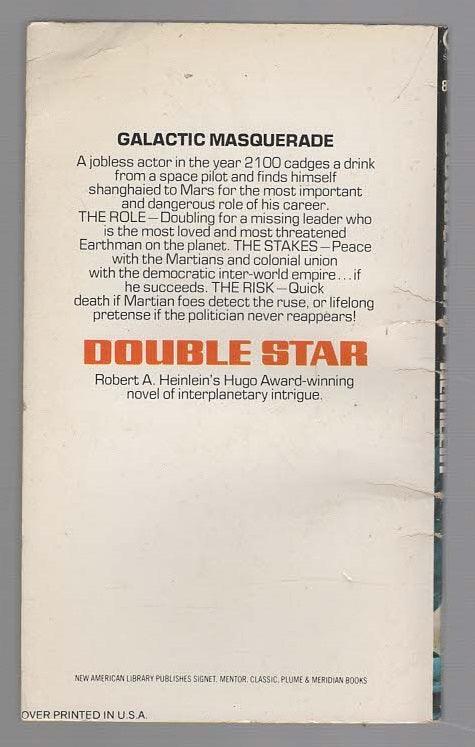 GALACTIC MASQUERADE
A jobless actor in the year 2100 cadges a drink
from a space pilot and finds himself
shanghaied to Mars for the most important
and dangerous role of his career.
THE ROLE—Doubling for a missing leader who
is the most loved and most threatened
Earthman on the planet. THE STAKES—Peace
with the Martians and colonial union
with the democratic inter-world empire...if
he succeeds. THE RISK—Quick
death if Martian foes detect the ruse, or lifelong
pretense if the politician never reappears!
DOUBLE STAR
Robert A. Heinlein's Hugo Award-winning
novel of interplanetary intrigue.
NEW AMERICAN LIBRARY PUBLISHES SIGNET, MENTOR, CLASSIC, PLUME & MERIDIAN BOOKS
OVER PRINTED IN U.S.A.